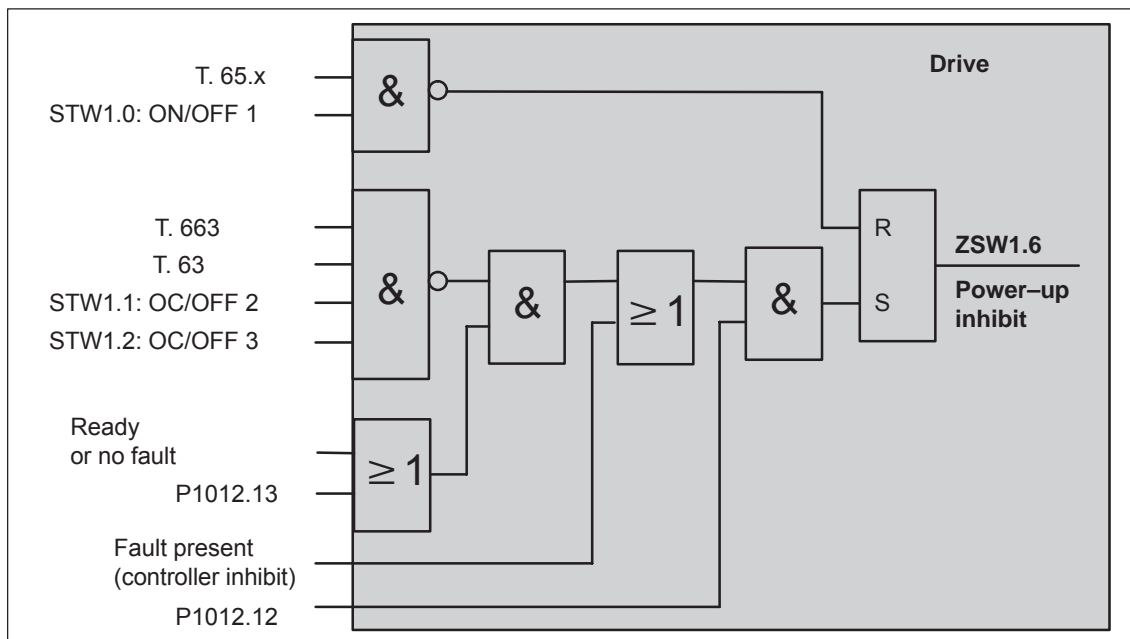 Drive
T. 65.x
&
STW1.0: ON/OFF 1
T. 663
T. 63
STW1.1: OC/OFF 2
STW1.2: OC/OFF 3
&
&
≥ 1
&
R
S
ZSW1.6
Power–up
inhibit
Ready
or no fault
P1012.13
≥ 1
Fault present
(controller inhibit)
P1012.12